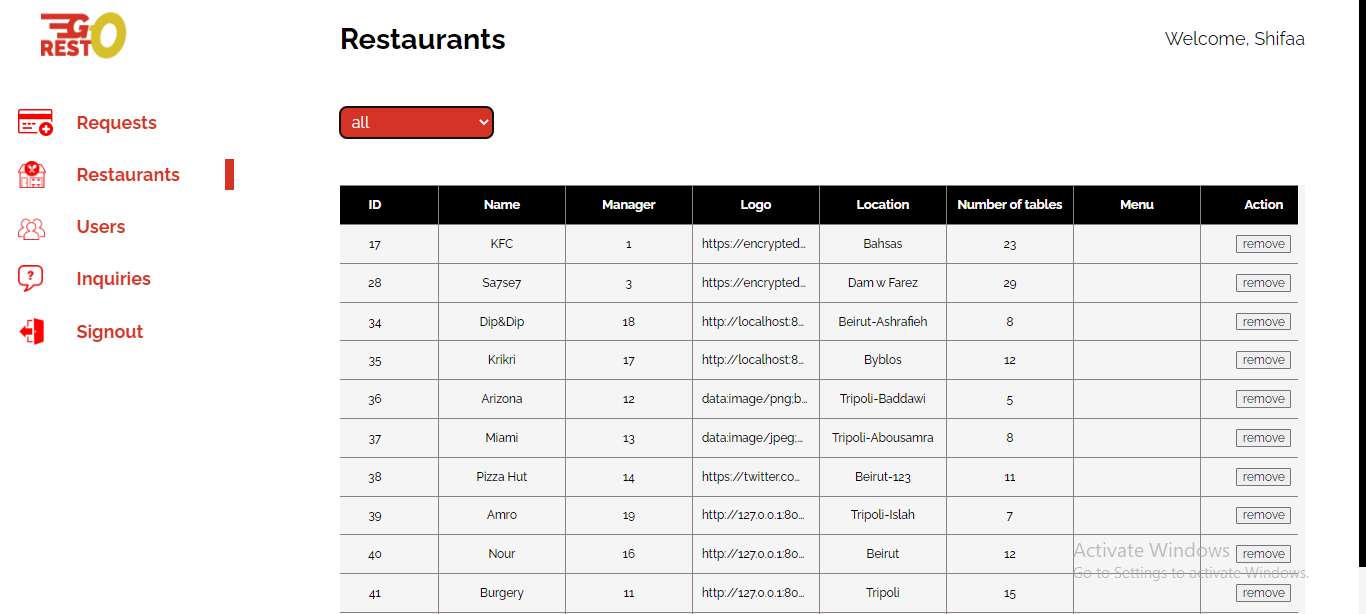 GO
REST
Restaurants
Welcome, Shifaa
Requests
Restaurants
Users
Inquiries
Signout
all
ID Name Manager Logo Location Number of tables Menu Action
17 KFC 1 https://encrypted... Bahsas 23 remove
28 Sa7se7 3 https://encrypted... Dam w Farez 29 remove
34 Dip&Dip 18 http://localhost:8... Beirut-Ashrafieh 8 remove
35 Krikri 17 http://localhost:8... Byblos 12 remove
36 Arizona 12 data:image/png;b... Tripoli-Baddawi 5 remove
37 Miami 13 data:image/jpeg;... Tripoli-Abousamra 8 remove
38 Pizza Hut 14 https://twitter.co... Beirut-123 11 remove
39 Amro 19 http://127.0.0.1:80... Tripoli-Islah 7 remove
40 Nour 16 http://127.0.0.1:80... Beirut 12 remove
41 Burgery 11 http://127.0.0.1:80... Tripoli 15 remove
Activate Windows
Go to Settings to activate Windows.